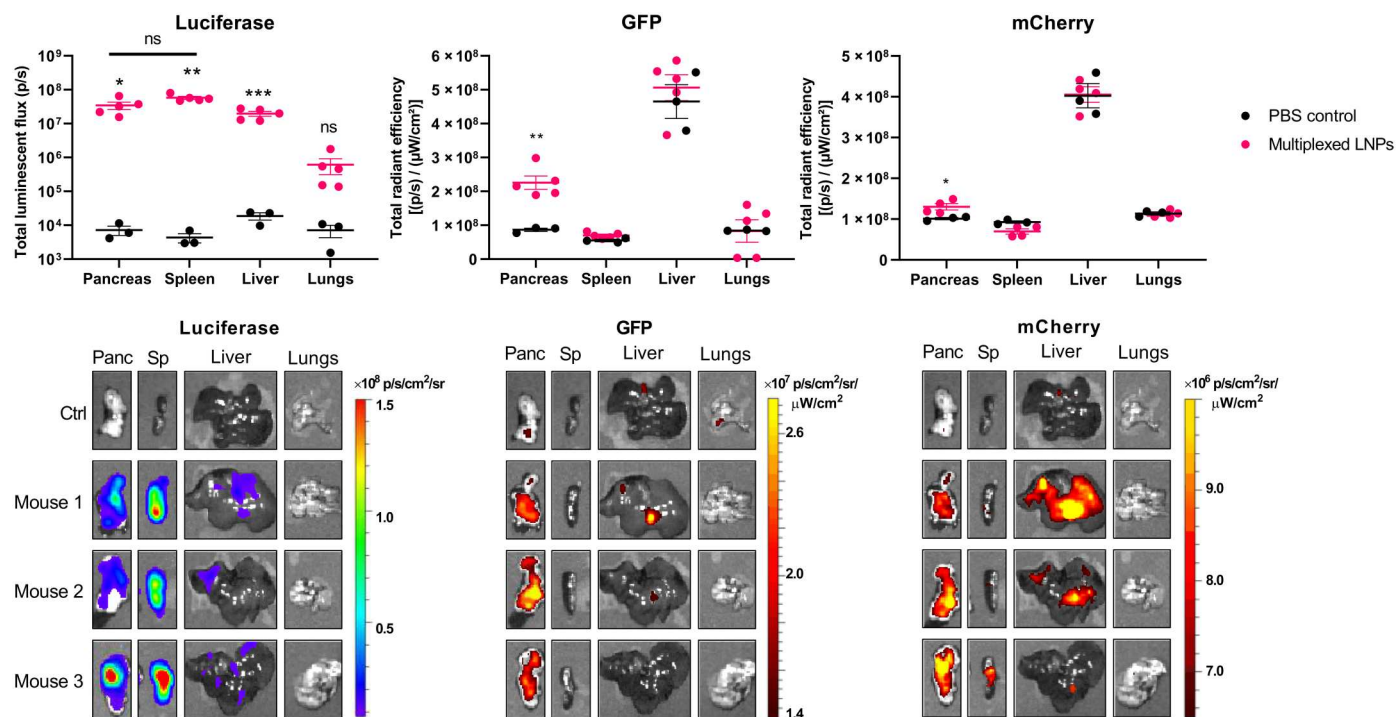 Luciferase
Total luminescent flux (p/s)
10⁹
10⁸
10⁷
10⁶
10⁵
10⁴
10³
ns
*
**
***
ns
Pancreas Spleen Liver Lungs
GFP
Total radiant efficiency
[(p/s) / (μW/cm²)]
8 × 10⁸
6 × 10⁸
4 × 10⁸
2 × 10⁸
0
**
Pancreas Spleen Liver Lungs
mCherry
Total radiant efficiency
[(p/s) / (μW/cm²)]
5 × 10⁸
4 × 10⁸
3 × 10⁸
2 × 10⁸
1 × 10⁸
0
*
Pancreas Spleen Liver Lungs
PBS control
Multiplexed LNPs
Luciferase
Panc Sp Liver Lungs
Ctrl
Mouse 1
Mouse 2
Mouse 3
×10⁸ p/s/cm²/sr
1.5
1.0
0.5
GFP
Panc Sp Liver Lungs
×10⁷ p/s/cm²/sr/
μW/cm²
2.6
2.0
1.4
mCherry
Panc Sp Liver Lungs
×10⁶ p/s/cm²/sr/
μW/cm²
9.0
8.0
7.0